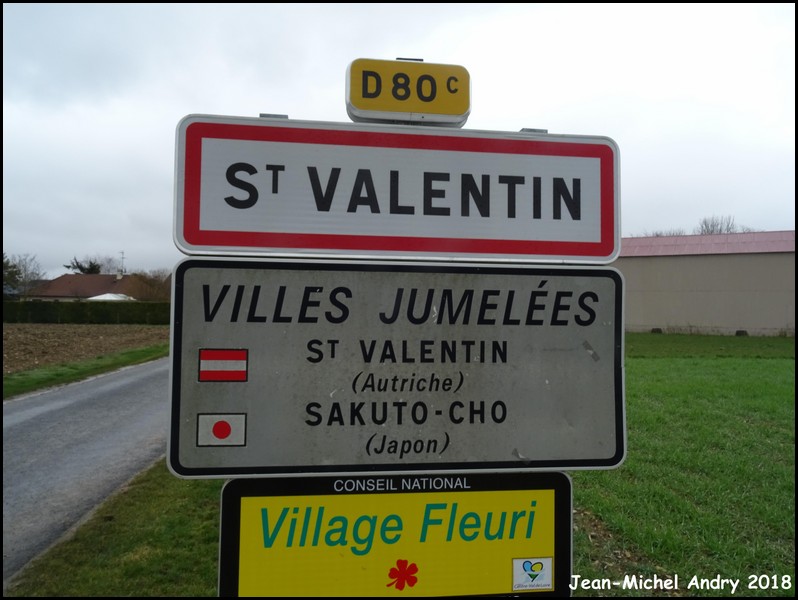 D80c
ST VALENTIN
VILLES JUMELÉES
ST VALENTIN
(Autriche)
SAKUTO-CHO
(Japon)
CONSEIL NATIONAL
Village Fleuri
Jean-Michel Andry 2018